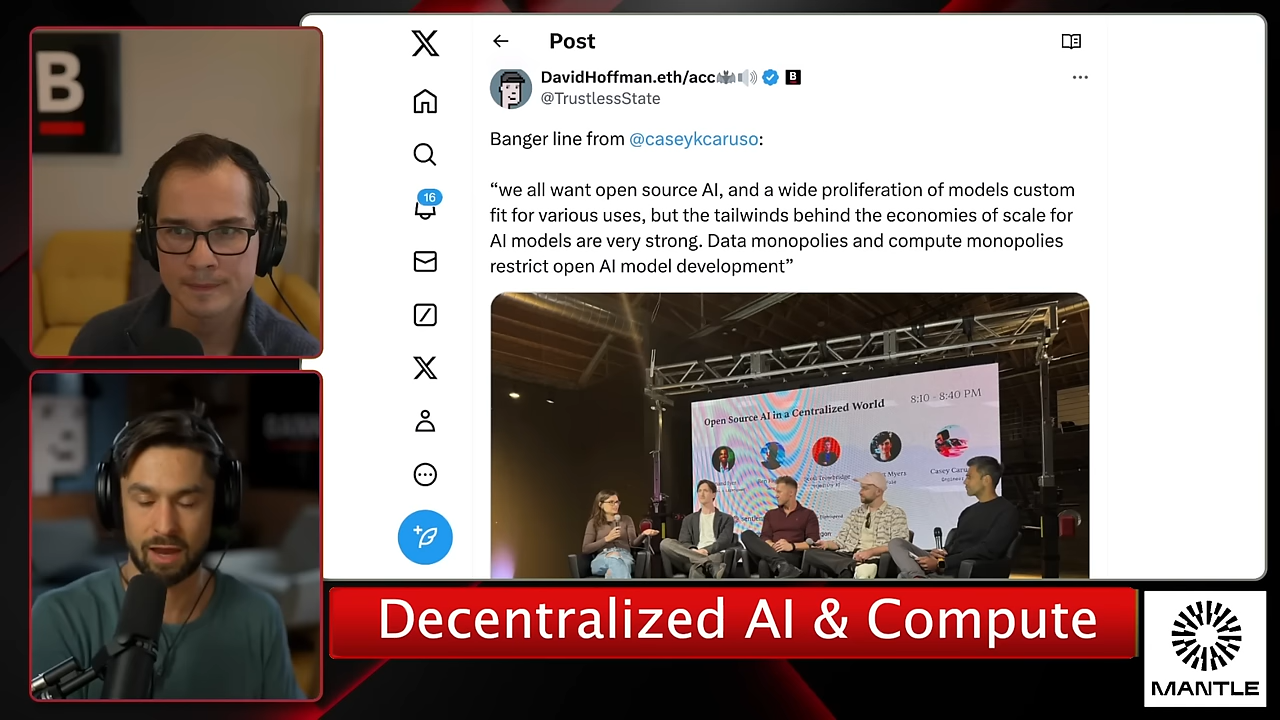 B
Post
DavidHoffman.eth/acc
B
@TrustlessState
16
Banger line from @caseykcaruso:
“we all want open source AI, and a wide proliferation of models custom
fit for various uses, but the tailwinds behind the economies of scale for
AI models are very strong. Data monopolies and compute monopolies
restrict open AI model development”
8:10 - 8:40 PM
Open Source AI in a Centralized World
Myers
Casey
Decentralized AI & Compute
MANTLE